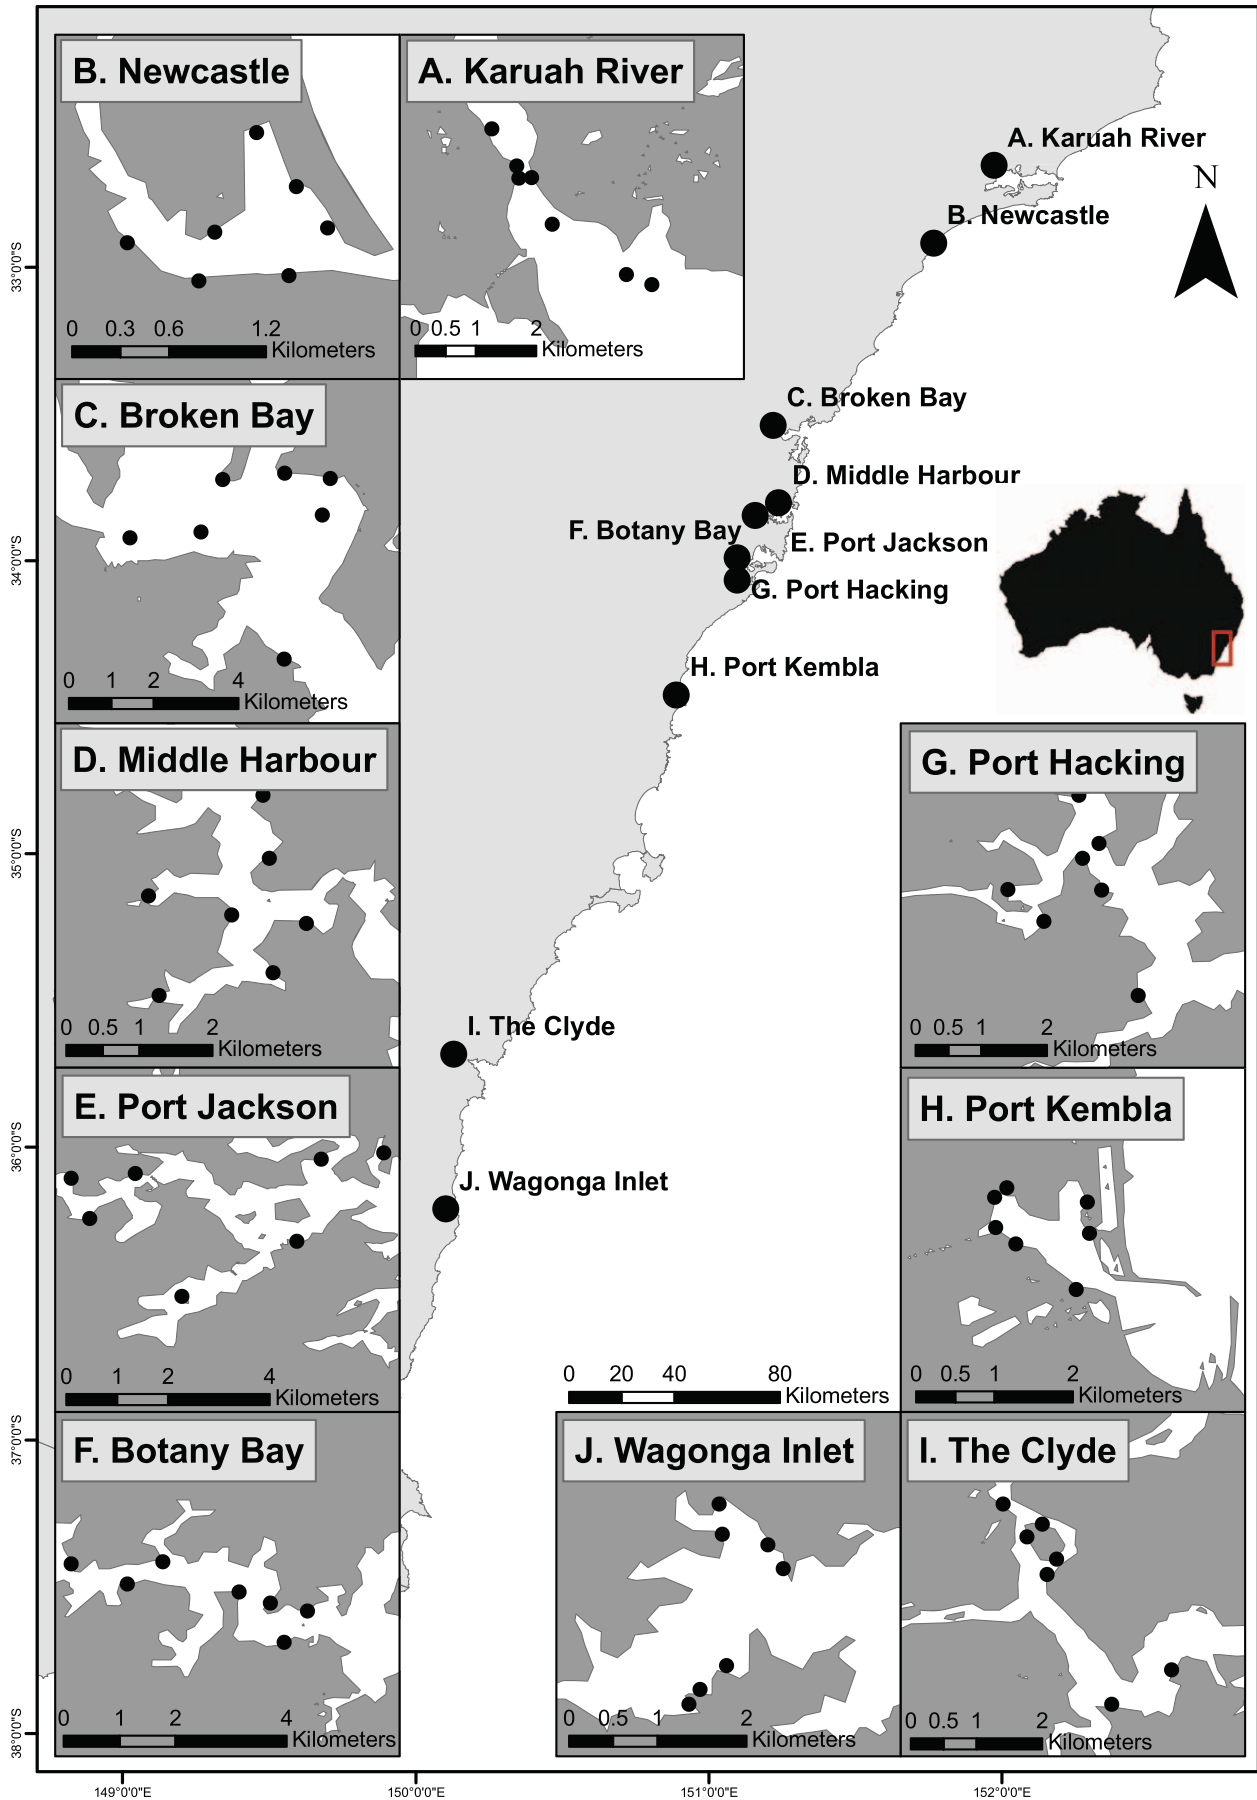 B. Newcastle
0 0.3 0.6 1.2
Kilometers
A. Karuah River
0 0.5 1 2
Kilometers
A. Karuah River
N
B. Newcastle
C. Broken Bay
0 1 2 4
Kilometers
C. Broken Bay
D. Middle Harbour
F. Botany Bay
E. Port Jackson
G. Port Hacking
H. Port Kembla
D. Middle Harbour
0 0.5 1 2
Kilometers
G. Port Hacking
0 0.5 1 2
Kilometers
I. The Clyde
E. Port Jackson
0 1 2 4
Kilometers
H. Port Kembla
0 0.5 1 2
Kilometers
J. Wagonga Inlet
0 20 40 80
Kilometers
F. Botany Bay
0 1 2 4
Kilometers
J. Wagonga Inlet
0 0.5 1 2
Kilometers
I. The Clyde
0 0.5 1 2
Kilometers
33°0'0"S
34°0'0"S
35°0'0"S
36°0'0"S
37°0'0"S
38°0'0"S
149°0'0"E 150°0'0"E 151°0'0"E 152°0'0"E